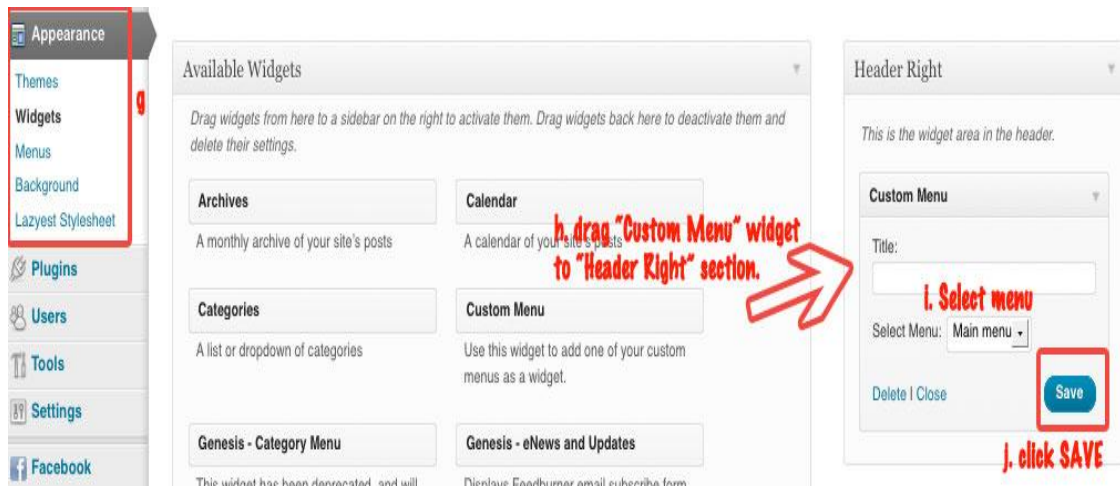 Appearance
Themes
Widgets
g
Menus
Background
Lazyest Stylesheet
Plugins
Users
Tools
Settings
Facebook
Available Widgets
Drag widgets from here to a sidebar on the right to activate them. Drag widgets back here to deactivate them and
delete their settings.
Archives
A monthly archive of your site's posts
Calendar
A calendar of your site's posts
h. drag "Custom Menu" widget
to "Header Right" section.
Categories
A list or dropdown of categories
Custom Menu
Use this widget to add one of your custom
menus as a widget.
Genesis - Category Menu
This widget has been deprecated, and will
Genesis - eNews and Updates
Displays Feedburner email subscribe form
Header Right
This is the widget area in the header.
Custom Menu
Title:
i. Select menu
Select Menu: Main menu
Delete | Close
Save
j. click SAVE